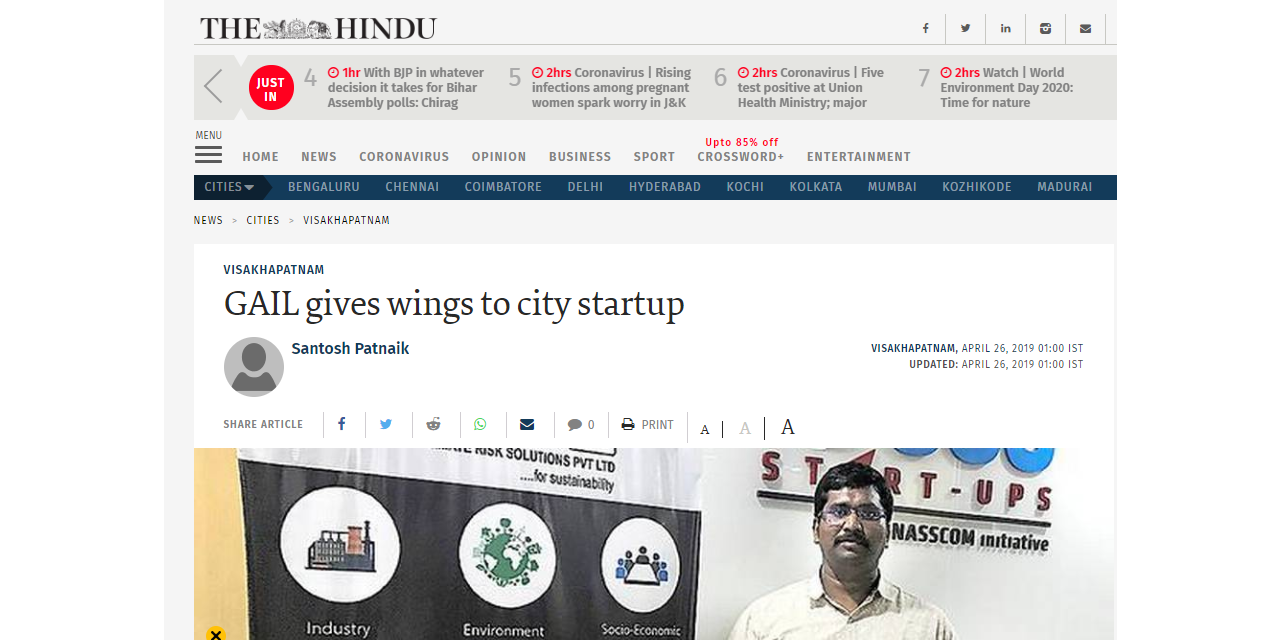 THE HINDU
JUST
IN
4 1hr With BJP in whatever
decision it takes for Bihar
Assembly polls: Chirag
5 2hrs Coronavirus | Rising
infections among pregnant
women spark worry in J&K
6 2hrs Coronavirus | Five
test positive at Union
Health Ministry; major
7 2hrs Watch | World
Environment Day 2020:
Time for nature
MENU
Upto 85% off
HOME NEWS CORONAVIRUS OPINION BUSINESS SPORT CROSSWORD+ ENTERTAINMENT
CITIES BENGALURU CHENNAI COIMBATORE DELHI HYDERABAD KOCHI KOLKATA MUMBAI KOZHIKODE MADURAI
NEWS > CITIES > VISAKHAPATNAM
VISAKHAPATNAM
GAIL gives wings to city startup
Santosh Patnaik
VISAKHAPATNAM, APRIL 26, 2019 01:00 IST
UPDATED: APRIL 26, 2019 01:00 IST
SHARE ARTICLE 0 PRINT A A A
RISK SOLUTIONS PVT LTD
....for sustainability
START-UPS
NASSCOM initiative
Industry Environment Socio-Economic